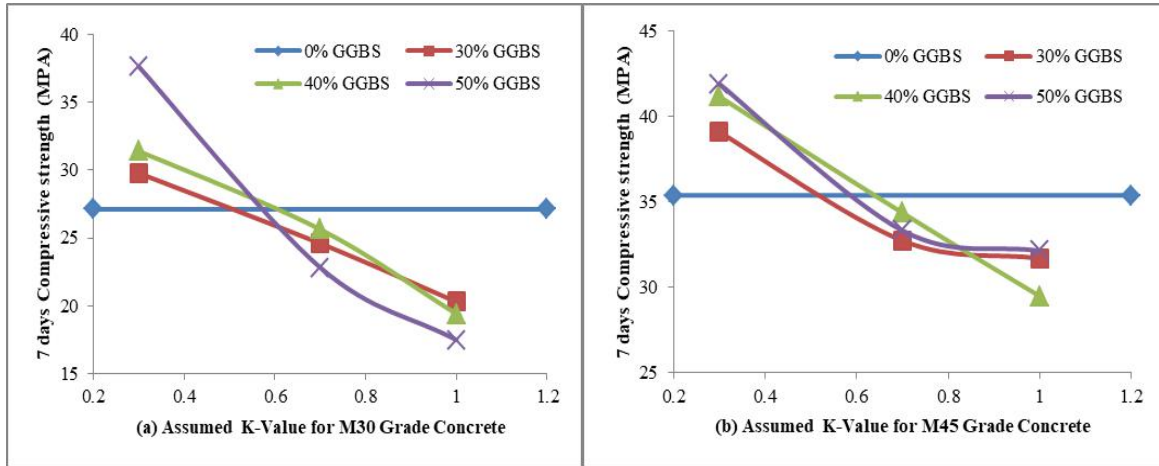 40
35
30
25
20
15
7 days Compressive strength (MPA)
0% GGBS
30% GGBS
40% GGBS
50% GGBS
0.2 0.4 0.6 0.8 1 1.2
(a) Assumed K-Value for M30 Grade Concrete
45
40
35
30
25
7 days Compressive strength (MPA)
0% GGBS
30% GGBS
40% GGBS
50% GGBS
0.2 0.4 0.6 0.8 1 1.2
(b) Assumed K-Value for M45 Grade Concrete